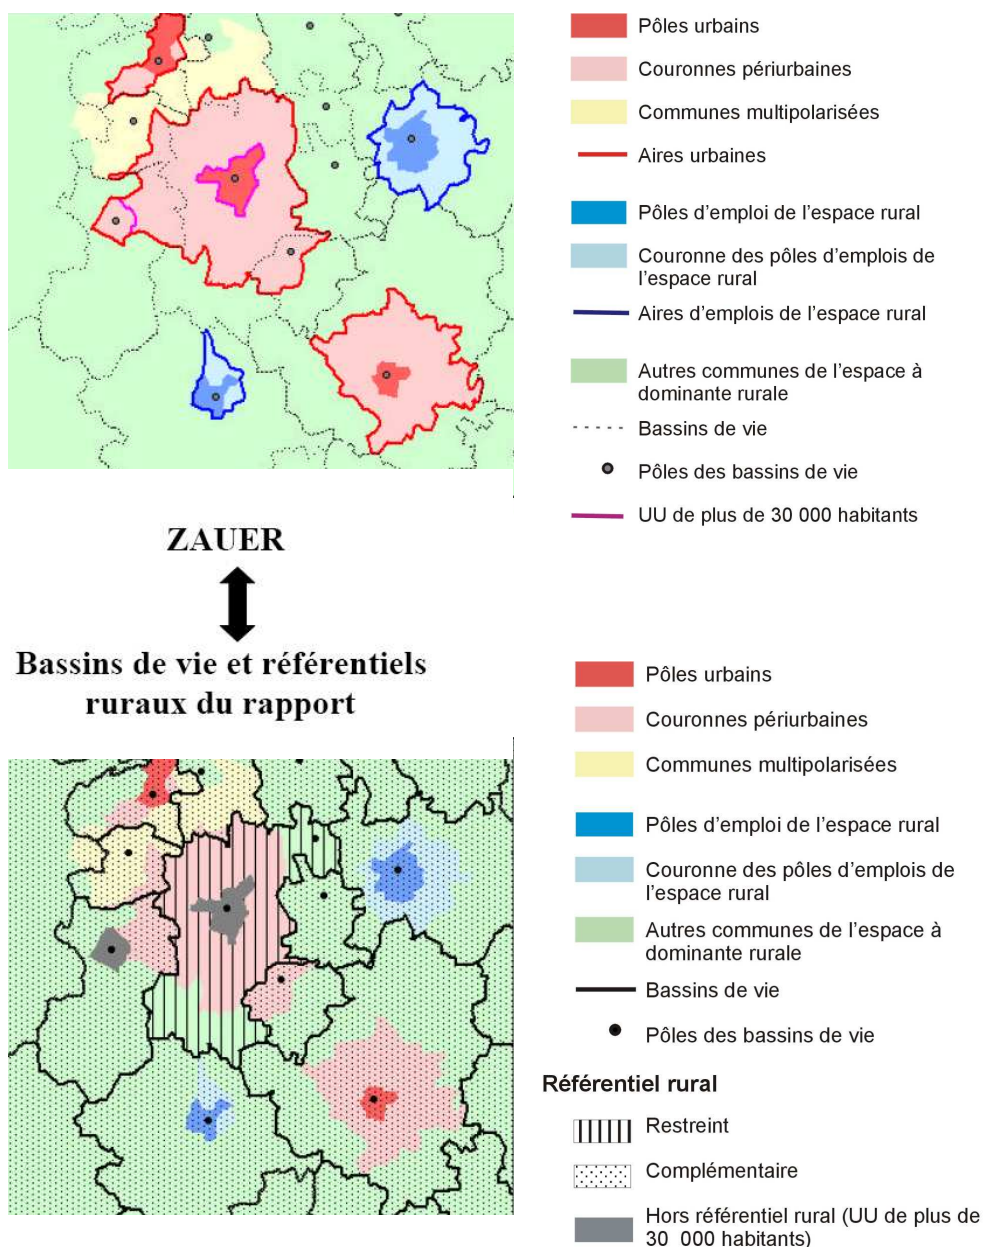 Pôles urbains
Couronnes périurbaines
Communes multipolarisées
Aires urbaines
Pôles d'emploi de l'espace rural
Couronne des pôles d'emplois de
l'espace rural
Aires d'emplois de l'espace rural
Autres communes de l'espace à
dominante rurale
Bassins de vie
Pôles des bassins de vie
UU de plus de 30 000 habitants
ZAUER
Bassins de vie et référentiels
ruraux du rapport
Pôles urbains
Couronnes périurbaines
Communes multipolarisées
Pôles d'emploi de l'espace rural
Couronne des pôles d'emplois de
l'espace rural
Autres communes de l'espace à
dominante rurale
Bassins de vie
Pôles des bassins de vie
Référentiel rural
Restreint
Complémentaire
Hors référentiel rural (UU de plus de
30 000 habitants)